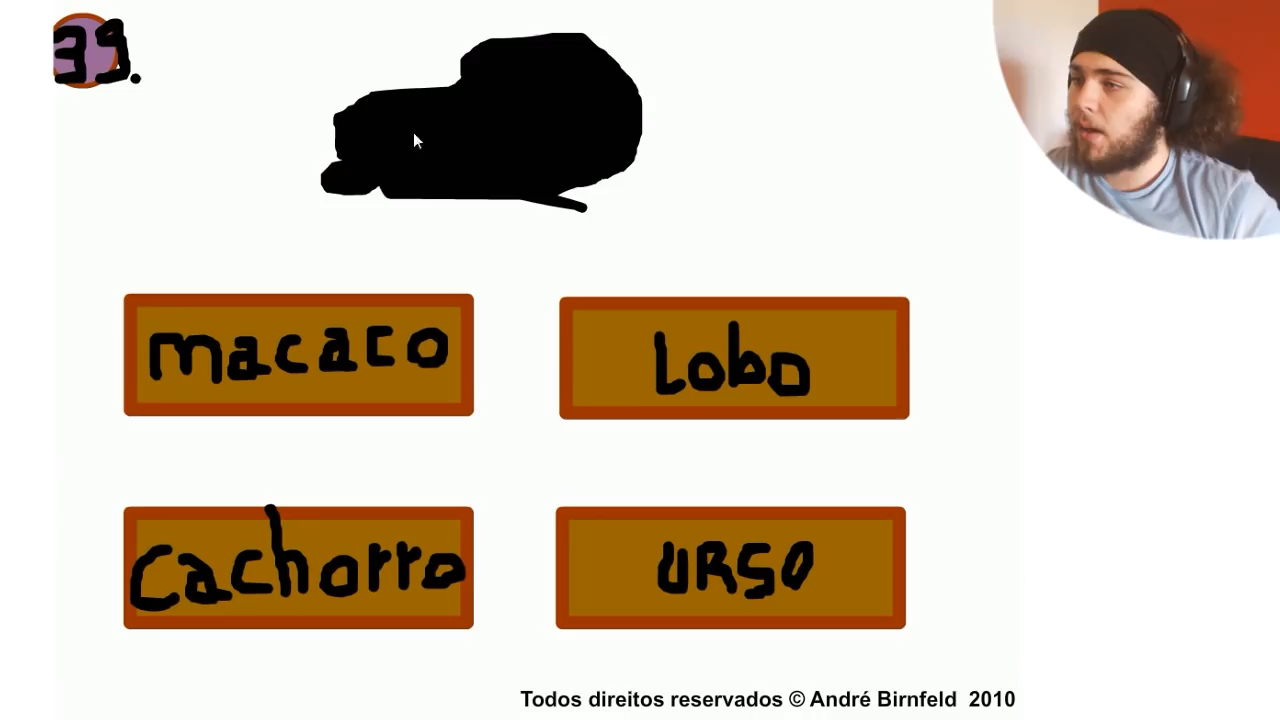 39.
macaco
Lobo
Cachorro
URSO
Todos direitos reservados © André Birnfeld 2010